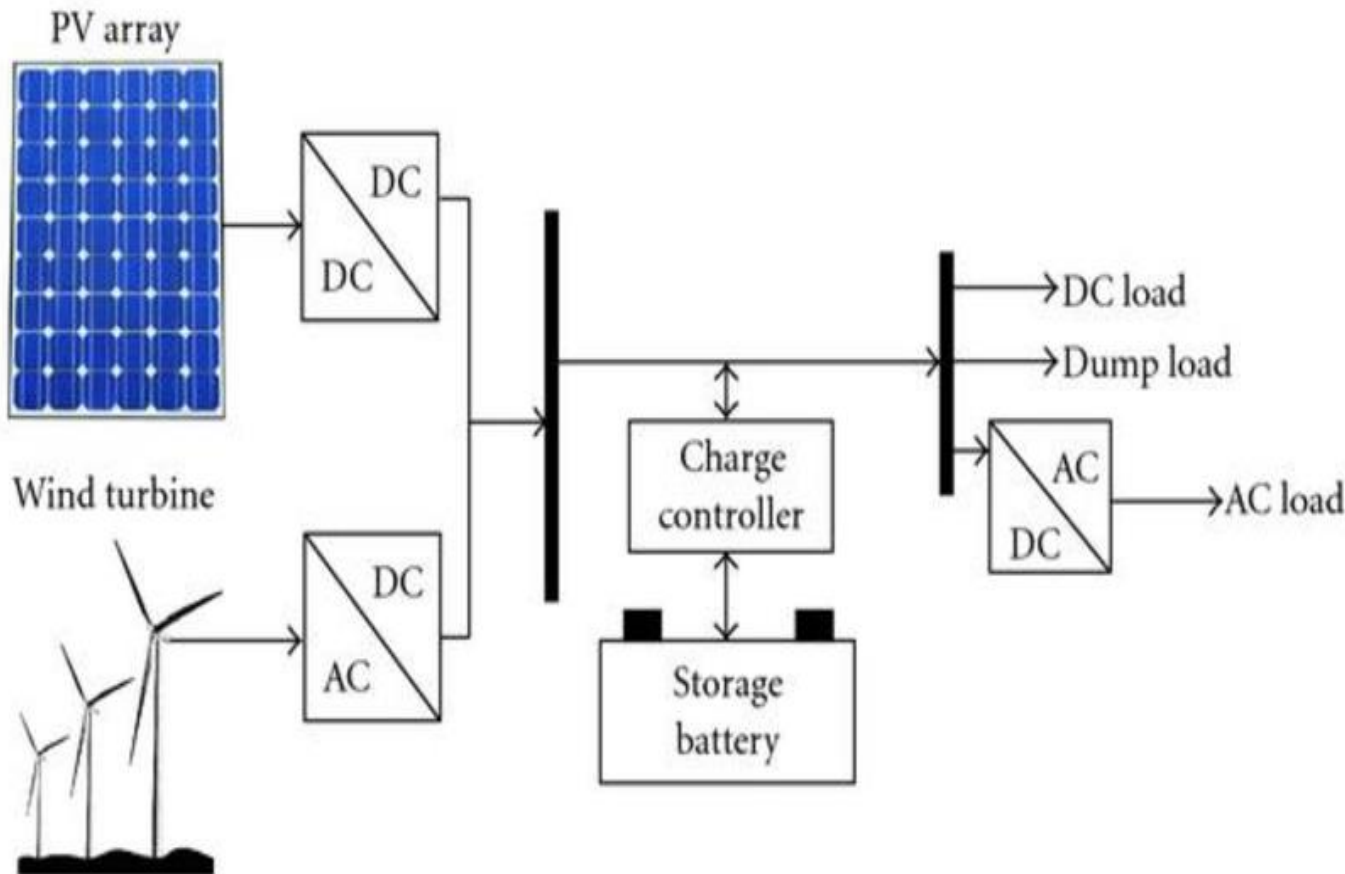 PV array
DC
DC
DC load
Dump load
Charge
controller
AC
DC
AC load
Wind turbine
DC
AC
Storage
battery